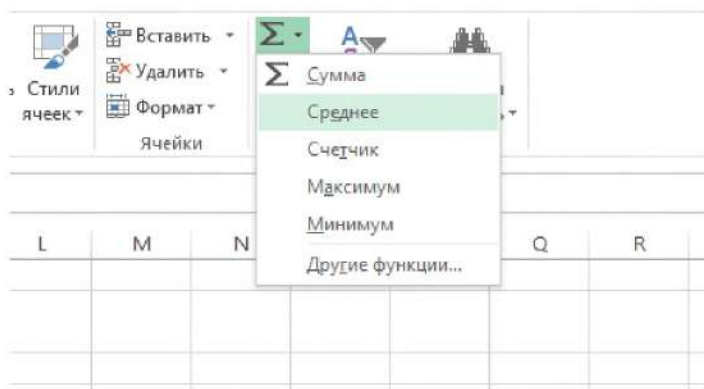 Вставить
Удалить
Формат
Стили
ячеек
Ячейки
Σ
А
Σ Сумма
Среднее
Счетчик
Максимум
Минимум
Другие функции...
L M N Q R